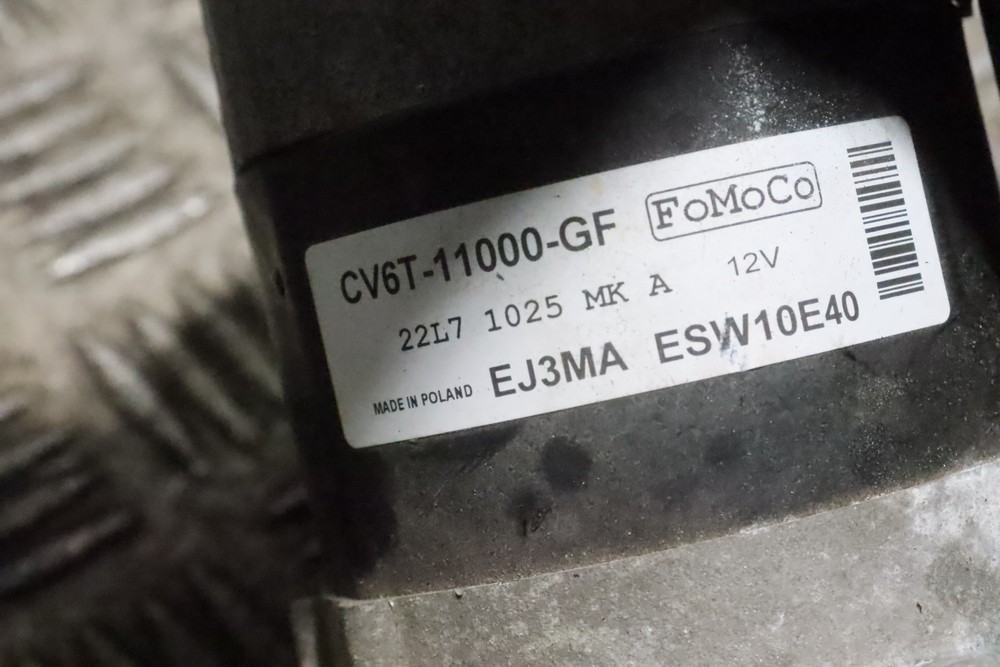 CV6T-11000-GF FoMoCo
22L7 1025 MK A 12V
MADE IN POLAND EJ3MA ESW10E40